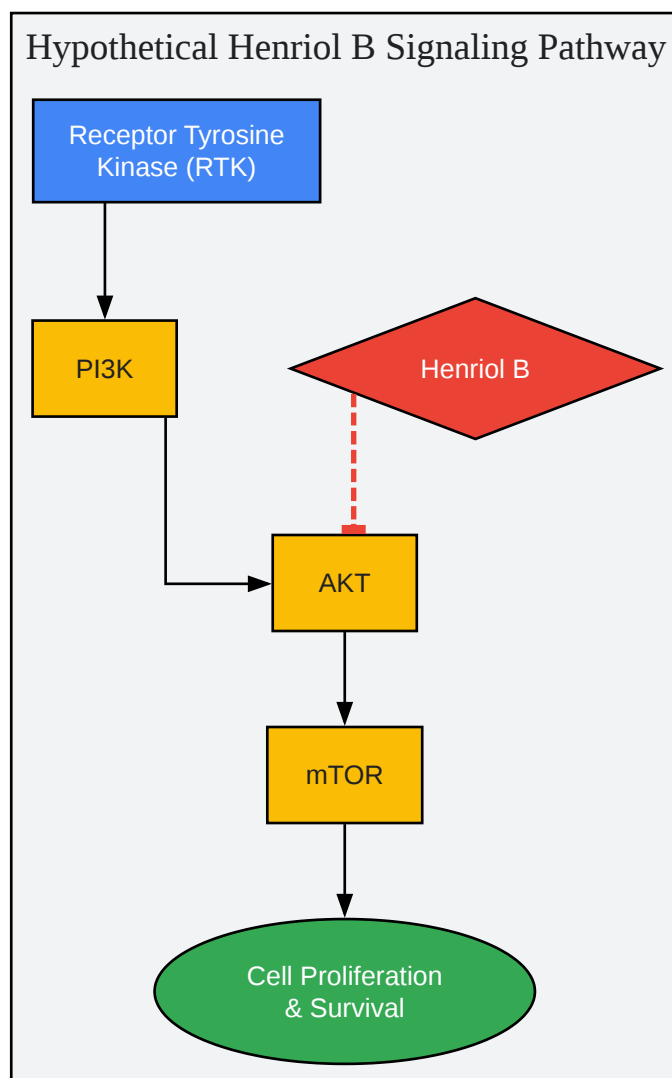 Hypothetical Henriol B Signaling Pathway
Receptor Tyrosine
Kinase (RTK)
PI3K
Henriol B
AKT
mTOR
Cell Proliferation
& Survival